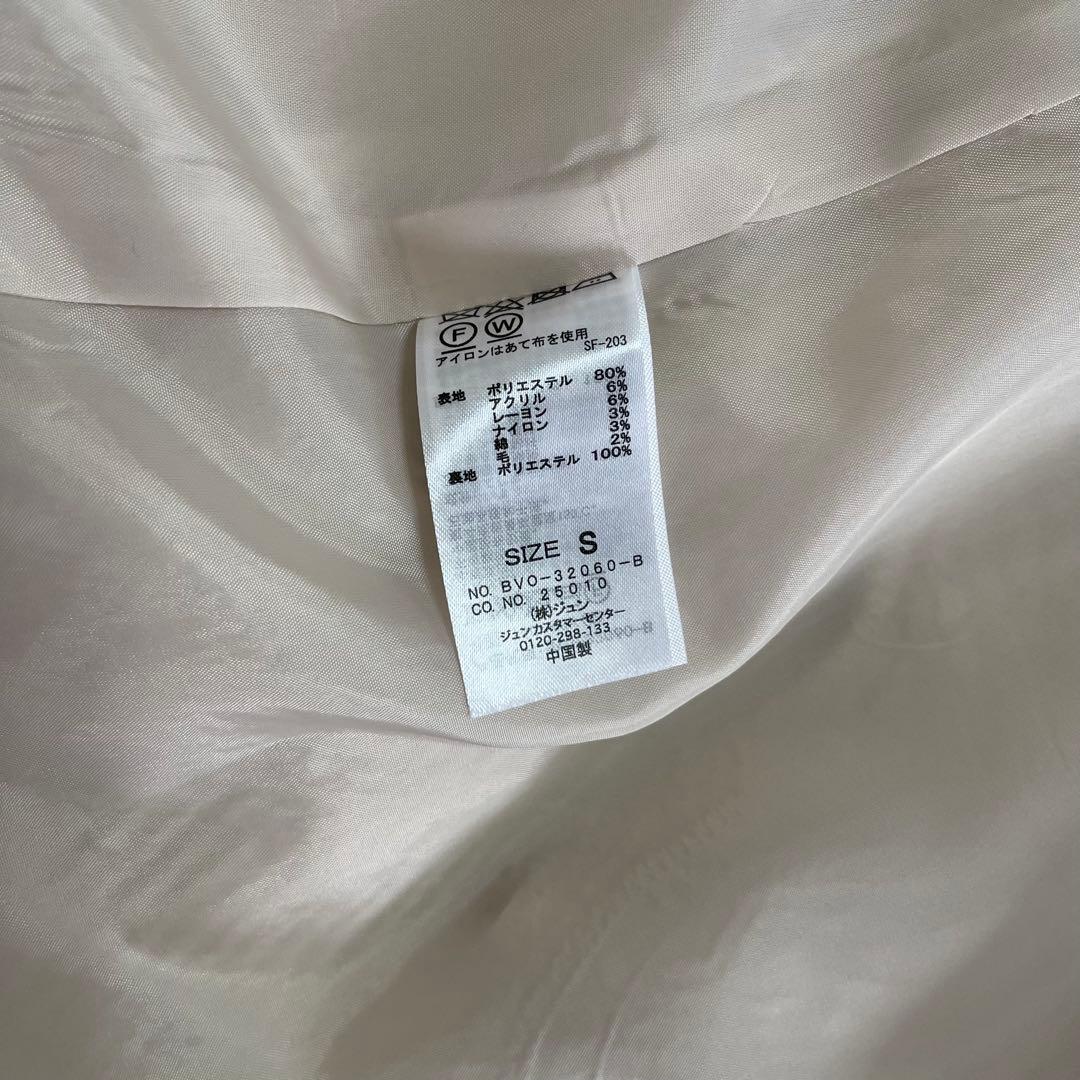 F W
アイロンはあて布を使用 SF-203
表地 ポリエステル 80%
アクリル 6%
レーヨン 6%
ナイロン 3%
綿 3%
毛 2%
裏地 ポリエステル 100%
SIZE S
NO. BVO-32060-B
CO. NO. 25010
(株)ジュン
ジュンカスタマーセンター
0120-298-133
中国製